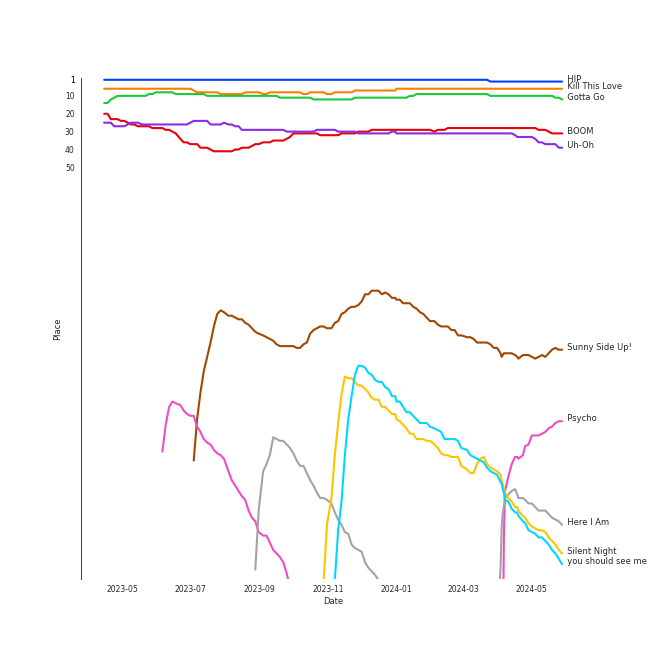 1
10
20
30
40
50
Place
HIP
Kill This Love
Gotta Go
BOOM
Uh-Oh
Sunny Side Up!
Psycho
Here I Am
Silent Night
you should see me
2023-05
2023-07
2023-09
2023-11
2024-01
2024-03
2024-05
Date